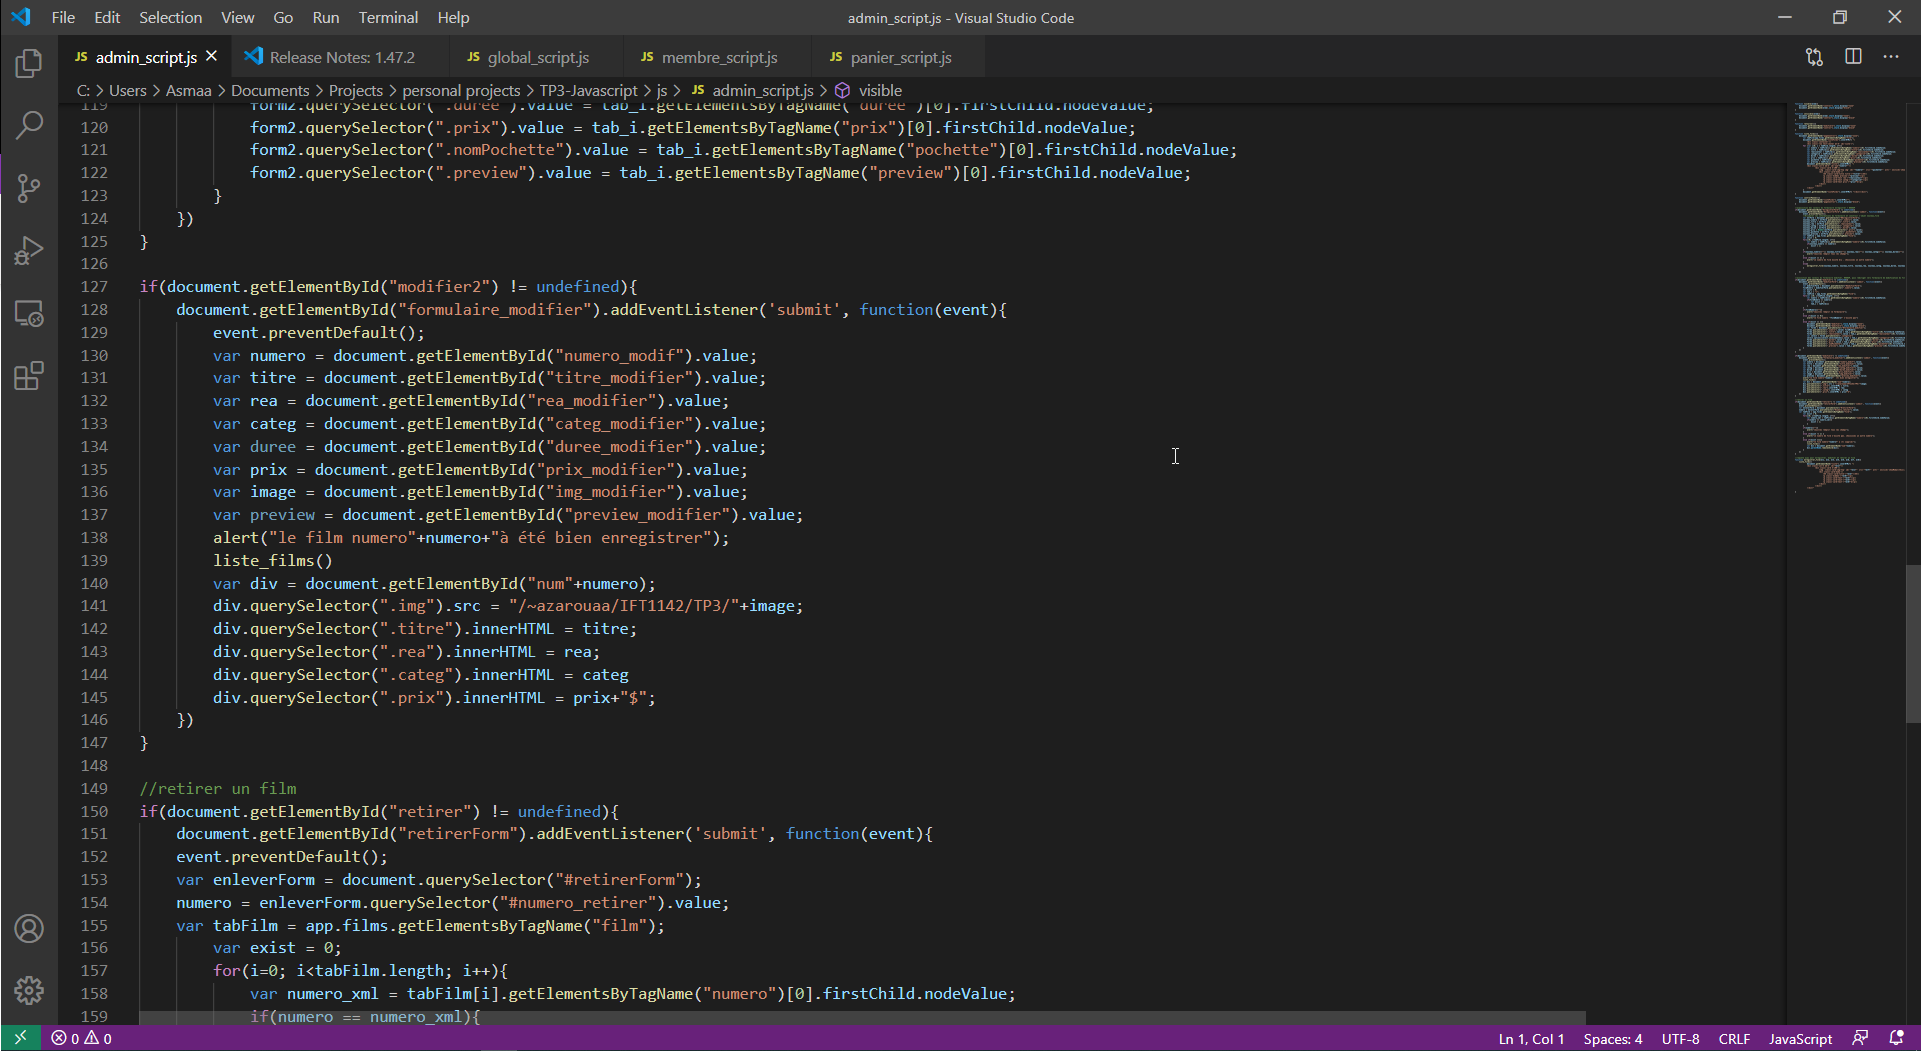 File Edit Selection View Go Run Terminal Help
admin_script.js - Visual Studio Code
JS admin_script.js
Release Notes: 1.47.2
JS global_script.js
JS membre_script.js
JS panier_script.js
C: > Users > Asmaa > Documents > Projects > personal projects > TP3-Javascript > js > JS admin_script.js > visible
119 form2.querySelector(".duree").value = tab_i.getElementsByTagName("duree")[0].firstChild.nodeValue;
120 form2.querySelector(".prix").value = tab_i.getElementsByTagName("prix")[0].firstChild.nodeValue;
121 form2.querySelector(".nomPochette").value = tab_i.getElementsByTagName("pochette")[0].firstChild.nodeValue;
122 form2.querySelector(".preview").value = tab_i.getElementsByTagName("preview")[0].firstChild.nodeValue;
123 }
124 })
125 }
126
127 if(document.getElementById("modifier2") != undefined){
128 document.getElementById("formulaire_modifier").addEventListener('submit', function(event){
129 event.preventDefault();
130 var numero = document.getElementById("numero_modif").value;
131 var titre = document.getElementById("titre_modifier").value;
132 var rea = document.getElementById("rea_modifier").value;
133 var categ = document.getElementById("categ_modifier").value;
134 var duree = document.getElementById("duree_modifier").value;
135 var prix = document.getElementById("prix_modifier").value;
136 var image = document.getElementById("img_modifier").value;
137 var preview = document.getElementById("preview_modifier").value;
138 alert("le film numero"+numero+"à été bien enregistrer");
139 liste_films()
140 var div = document.getElementById("num"+numero);
141 div.querySelector(".img").src = "/~azarouaa/IFT1142/TP3/"+image;
142 div.querySelector(".titre").innerHTML = titre;
143 div.querySelector(".rea").innerHTML = rea;
144 div.querySelector(".categ").innerHTML = categ
145 div.querySelector(".prix").innerHTML = prix+"$";
146 })
147 }
148
149 //retirer un film
150 if(document.getElementById("retirer") != undefined){
151 document.getElementById("retirerForm").addEventListener('submit', function(event){
152 event.preventDefault();
153 var enleverForm = document.querySelector("#retirerForm");
154 numero = enleverForm.querySelector("#numero_retirer").value;
155 var tabFilm = app.films.getElementsByTagName("film");
156 var exist = 0;
157 for(i=0; i<tabFilm.length; i++){
158 var numero_xml = tabFilm[i].getElementsByTagName("numero")[0].firstChild.nodeValue;
159 if(numero == numero_xml){
0 0
Ln 1, Col 1 Spaces: 4 UTF-8 CRLF JavaScript